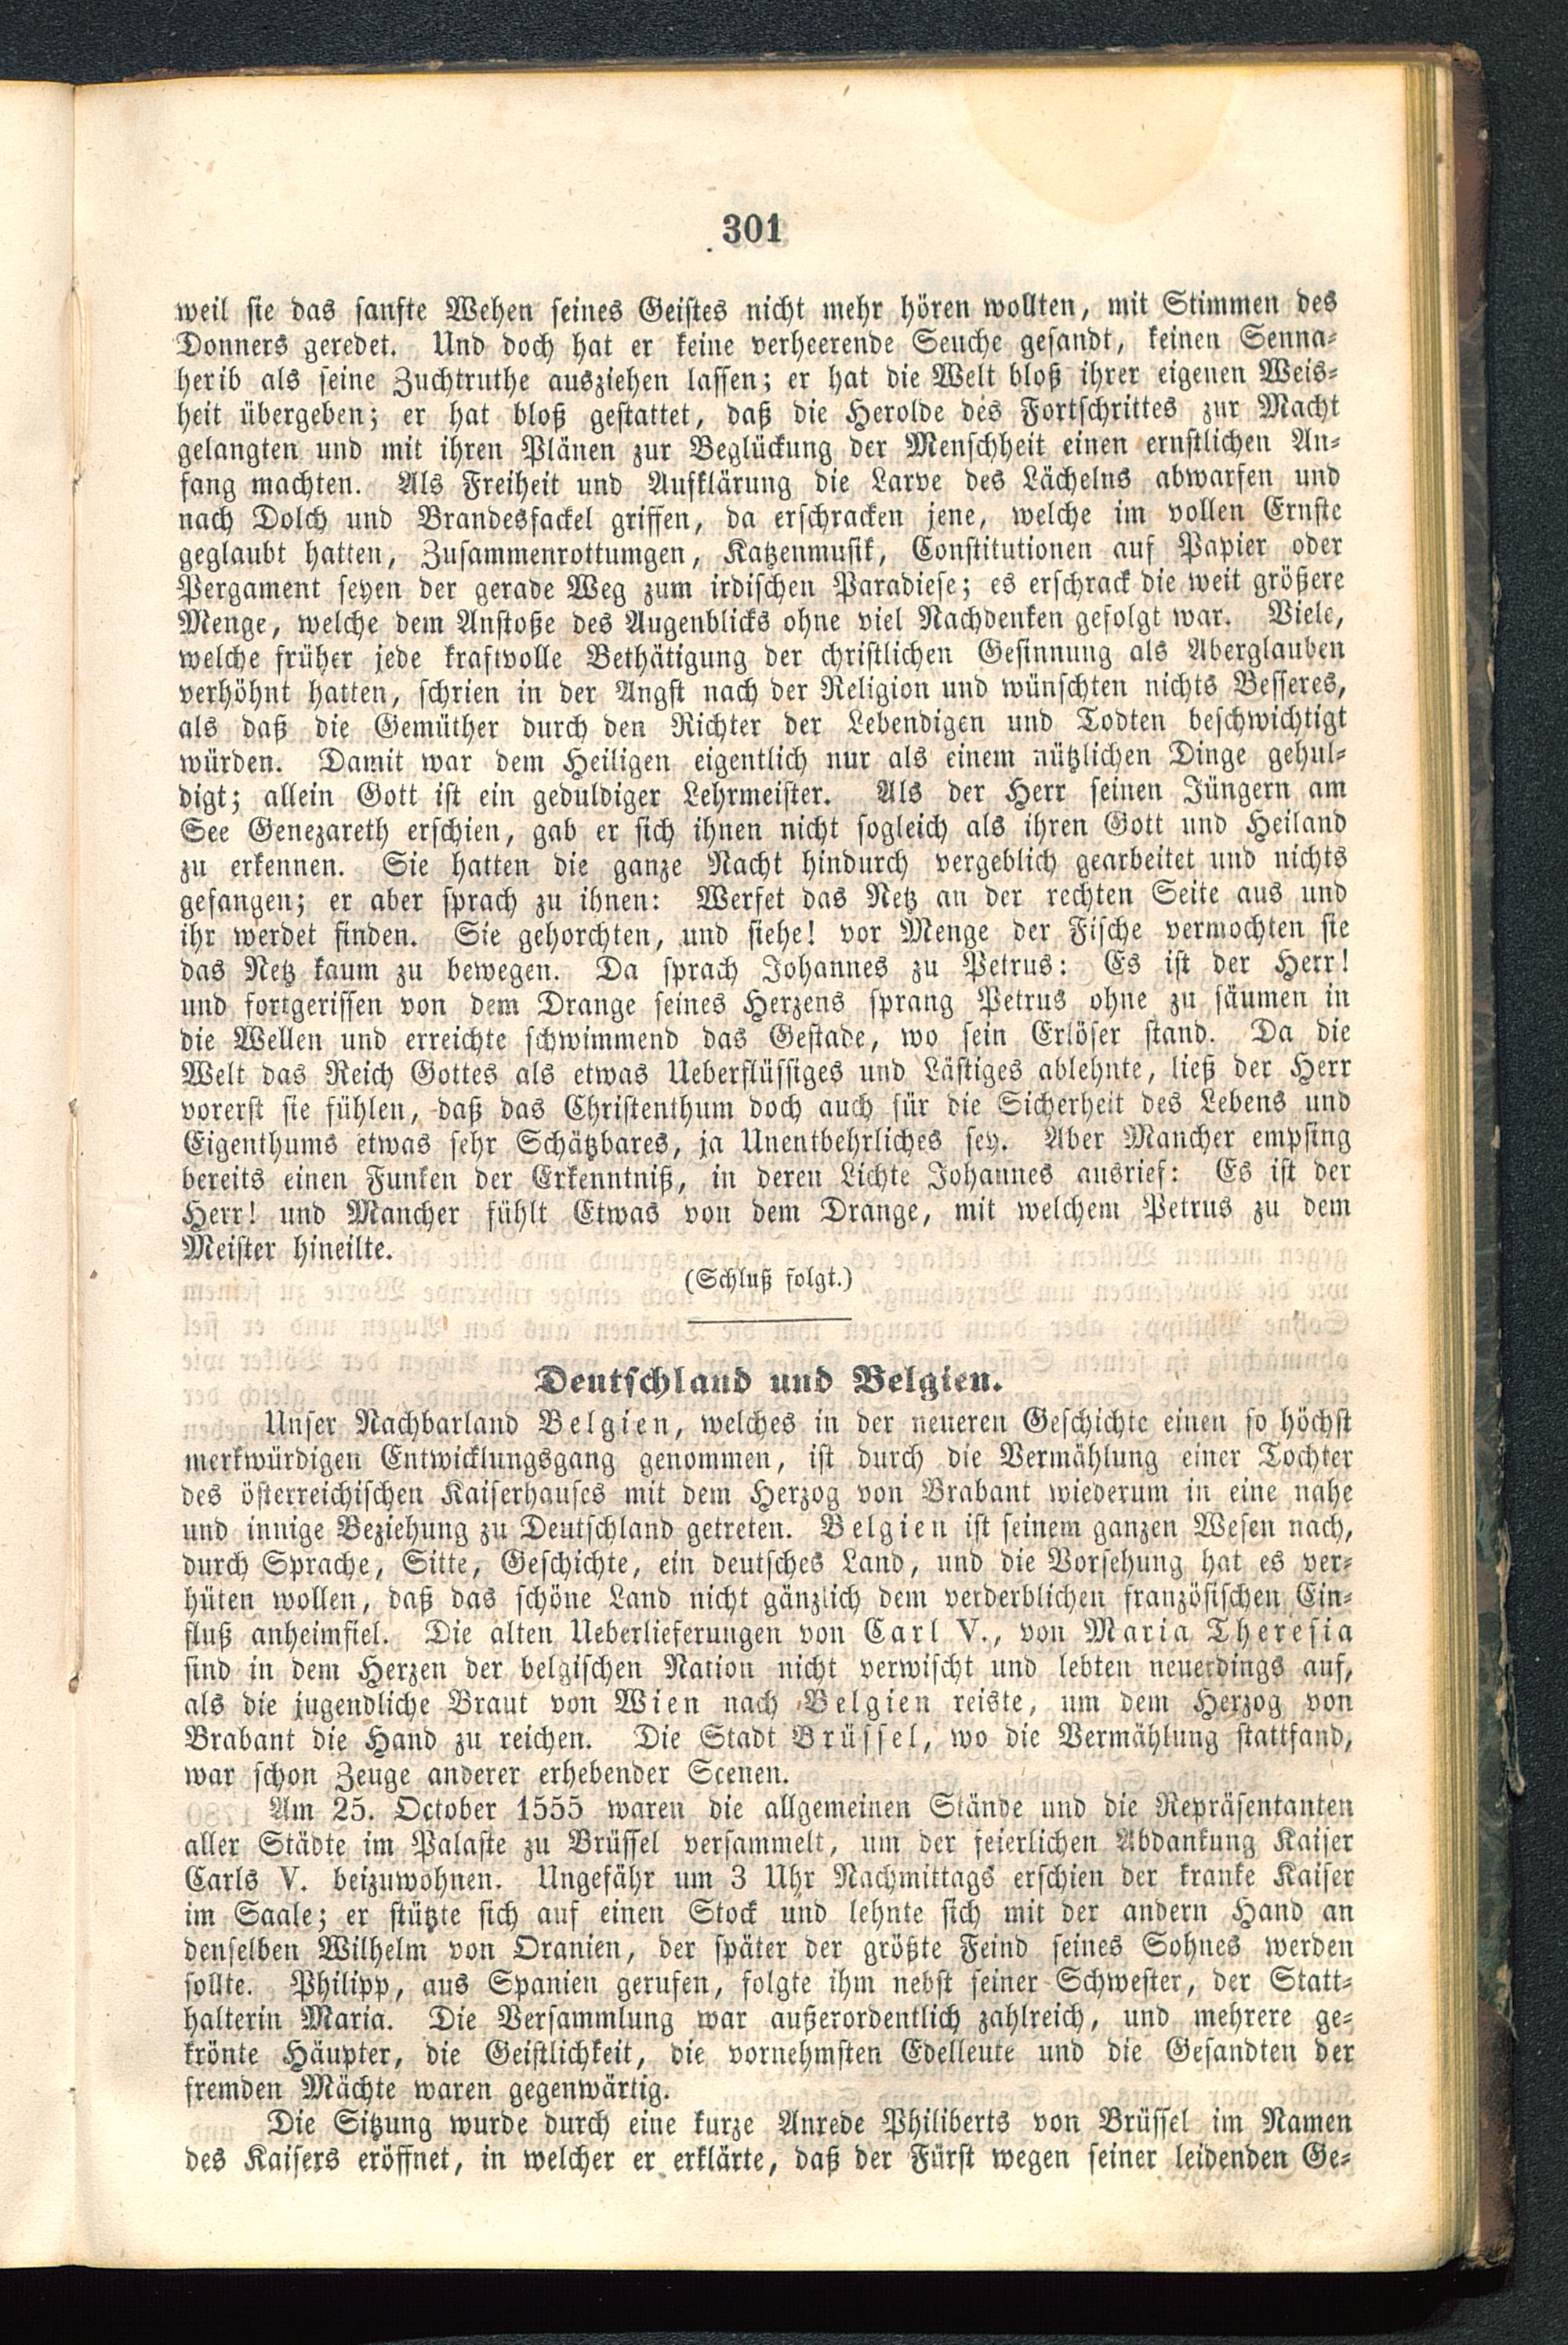 301
weil sie das sanfte Wehen seines Geistes nicht mehr hören wollten, mit Stimmen des
Donners geredet. Und doch hat er keine verheerende Seuche gesandt, keinen Senna-
herib als seine Zuchtruthe ausziehen lassen; er hat die Welt bloß ihrer eigenen Weis-
heit übergeben; er hat bloß gestattet, daß die Herolde des Fortschrittes zur Macht
gelangten und mit ihren Plänen zur Beglückung der Menschheit einen ernstlichen An-
fang machten. Als Freiheit und Aufklärung die Larve des Lächelns abwarfen und
nach Dolch und Brandesfackel griffen, da erschracken jene, welche im vollen Ernste
geglaubt hatten, Zusammenrottumgen, Katzenmusik, Constitutionen auf Papier oder
Pergament seyen der gerade Weg zum irdischen Paradiese; es erschrack die weit größere
Menge, welche dem Anstoße des Augenblicks ohne viel Nachdenken gefolgt war. Viele,
welche früher jede kraftvolle Bethätigung der christlichen Gesinnung als Aberglauben
verhöhnt hatten, schrien in der Angst nach der Religion und wünschten nichts Besseres,
als daß die Gemüther durch den Richter der Lebendigen und Todten beschwichtigt
würden. Damit war dem Heiligen eigentlich nur als einem nützlichen Dinge gehul-
digt; allein Gott ist ein geduldiger Lehrmeister. Als der Herr seinen Jüngern am
See Genezareth erschien, gab er sich ihnen nicht sogleich als ihren Gott und Heiland
zu erkennen. Sie hatten die ganze Nacht hindurch vergeblich gearbeitet und nichts
gefangen; er aber sprach zu ihnen: Werfet das Netz an der rechten Seite aus und
ihr werdet finden. Sie gehorchten, und siehe! vor Menge der Fische vermochten sie
das Netz kaum zu bewegen. Da sprach Johannes zu Petrus: Es ist der Herr!
und fortgerissen von dem Drange seines Herzens sprang Petrus ohne zu säumen in
die Wellen und erreichte schwimmend das Gestade, wo sein Erlöser stand. Da die
Welt das Reich Gottes als etwas Ueberflüssiges und Lästiges ablehnte, ließ der Herr
vorerst sie fühlen, daß das Christenthum doch auch für die Sicherheit des Lebens und
Eigenthums etwas sehr Schätzbares, ja Unentbehrliches sey. Aber Mancher empfing
bereits einen Funken der Erkenntniß, in deren Lichte Johannes ausrief: Es ist der
Herr! und Mancher fühlt Etwas von dem Drange, mit welchem Petrus zu dem
Meister hineilte.
(Schluß folgt.)
Deutschland und Belgien.
Unser Nachbarland Belgien, welches in der neueren Geschichte einen so höchst
merkwürdigen Entwicklungsgang genommen, ist durch die Vermählung einer Tochter
des österreichischen Kaiserhauses mit dem Herzog von Brabant wiederum in eine nahe
und innige Beziehung zu Deutschland getreten. Belgien ist seinem ganzen Wesen nach,
durch Sprache, Sitte, Geschichte, ein deutsches Land, und die Vorsehung hat es ver-
hüten wollen, daß das schöne Land nicht gänzlich dem verderblichen französischen Ein-
fluß anheimfiel. Die alten Ueberlieferungen von Carl V., von Maria Theresia
sind in dem Herzen der belgischen Nation nicht verwischt und lebten neuerdings auf,
als die jugendliche Braut von Wien nach Belgien reiste, um dem Herzog von
Brabant die Hand zu reichen. Die Stadt Brüssel, wo die Vermählung stattfand,
war schon Zeuge anderer erhebender Scenen.
Am 25. October 1555 waren die allgemeinen Stände und die Repräsentanten
aller Städte im Palaste zu Brüssel versammelt, um der feierlichen Abdankung Kaiser
Carls V. beizuwohnen. Ungefähr um 3 Uhr Nachmittags erschien der kranke Kaiser
im Saale; er stützte sich auf einen Stock und lehnte sich mit der andern Hand an
denselben Wilhelm von Oranien, der später der größte Feind seines Sohnes werden
sollte. Philipp, aus Spanien gerufen, folgte ihm nebst seiner Schwester, der Statt-
halterin Maria. Die Versammlung war außerordentlich zahlreich, und mehrere ge-
krönte Häupter, die Geistlichkeit, die vornehmsten Edelleute und die Gesandten der
fremden Mächte waren gegenwärtig.
Die Sitzung wurde durch eine kurze Anrede Philiberts von Brüssel im Namen
des Kaisers eröffnet, in welcher er erklärte, daß der Fürst wegen seiner leidenden Ge-